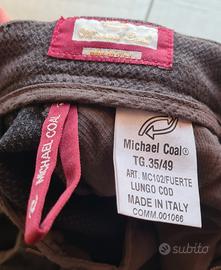 MICHAEL COAL
Michael Coal®
TG.35/49
ART. MC102/FUERTE
LUNGO COD
MADE IN ITALY
COMM.001066
subito